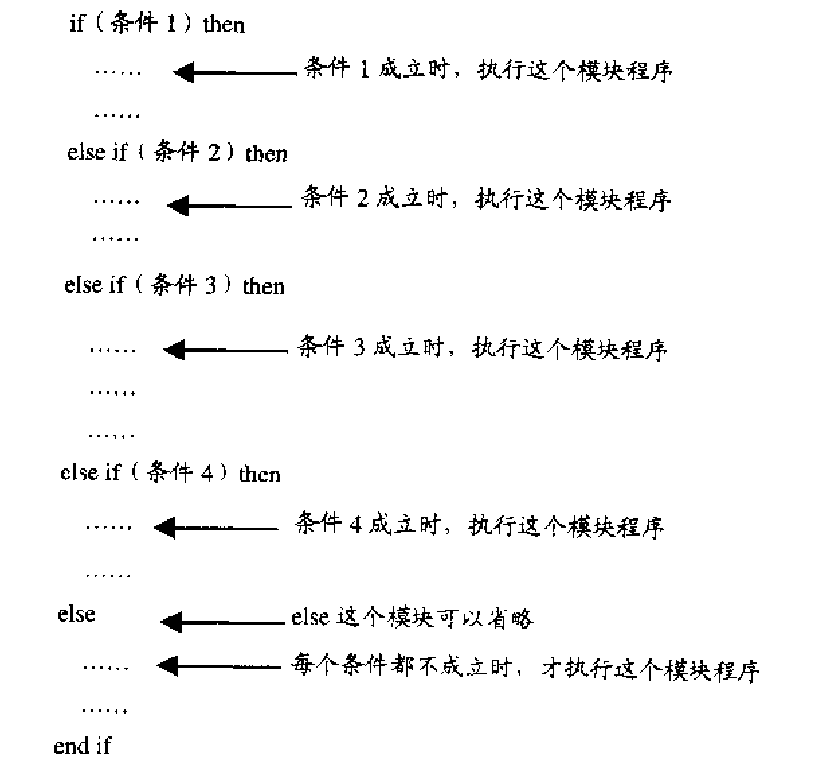 if（条件 1）then
…… 条件 1 成立时，执行这个模块程序
……
else if（条件 2）then
…… 条件 2 成立时，执行这个模块程序
……
else if（条件 3）then
…… 条件 3 成立时，执行这个模块程序
……
……
else if（条件 4）then
…… 条件 4 成立时，执行这个模块程序
……
else else 这个模块可以省略
…… 每个条件都不成立时，才执行这个模块程序
……
end if